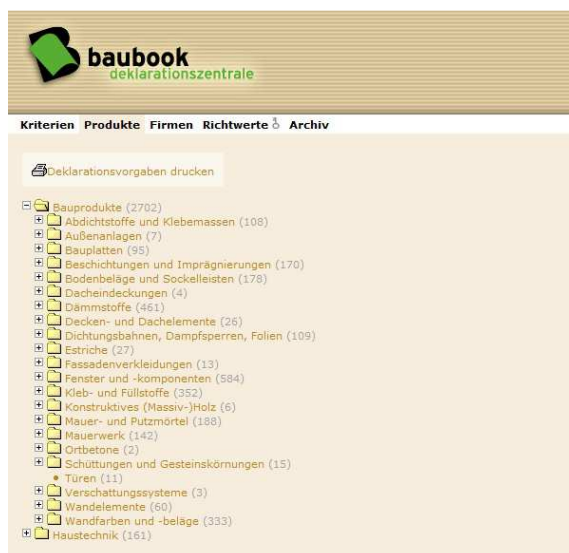 baubook
deklarationszentrale
Kriterien Produkte Firmen Richtwerte Archiv
Deklarationsvorgaben drucken
Bauprodukte (2702)
Abdichtstoffe und Klebemassen (108)
Außenanlagen (7)
Bauplatten (95)
Beschichtungen und Imprägnierungen (170)
Bodenbeläge und Sockelleisten (178)
Dacheindeckungen (4)
Dämmstoffe (461)
Decken- und Dachelemente (26)
Dichtungsbahnen, Dampfsperren, Folien (109)
Estriche (27)
Fassadenverkleidungen (13)
Fenster und -komponenten (584)
Kleb- und Füllstoffe (352)
Konstruktives (Massiv-)Holz (6)
Mauer- und Putzmörtel (188)
Mauerwerk (142)
Ortbetone (2)
Schüttungen und Gesteinskörnungen (15)
Türen (11)
Verschattungssysteme (3)
Wandelemente (60)
Wandfarben und -beläge (333)
Haustechnik (161)